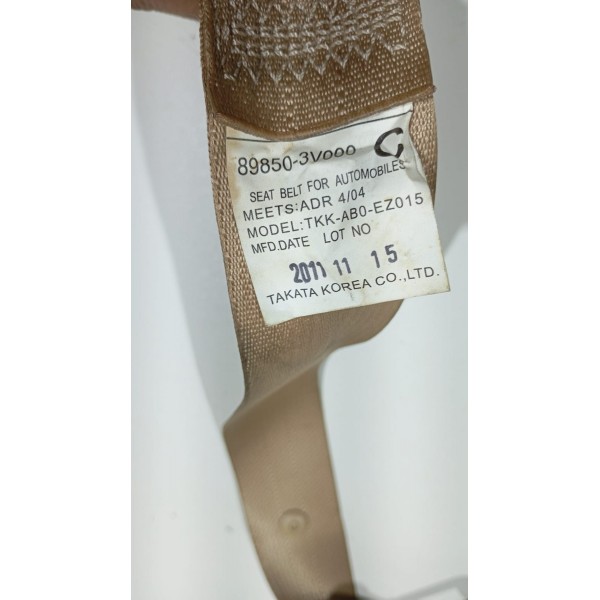 89850-3V000 C
SEAT BELT FOR AUTOMOBILES
MEETS:ADR 4/04
MODEL:TKK-AB0-EZ015
MFD.DATE LOT NO
2011 11 15
TAKATA KOREA CO.,LTD.